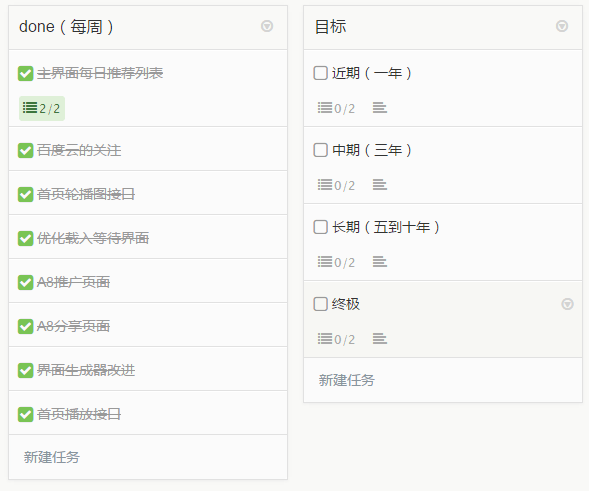 done（每周）
主界面每日推荐列表
2/2
百度云的关注
首页轮播图接口
优化载入等待界面
A8推广页面
A8分享页面
界面生成器改进
首页播放接口
新建任务
目标
近期（一年）
0/2
中期（三年）
0/2
长期（五到十年）
0/2
终极
0/2
新建任务